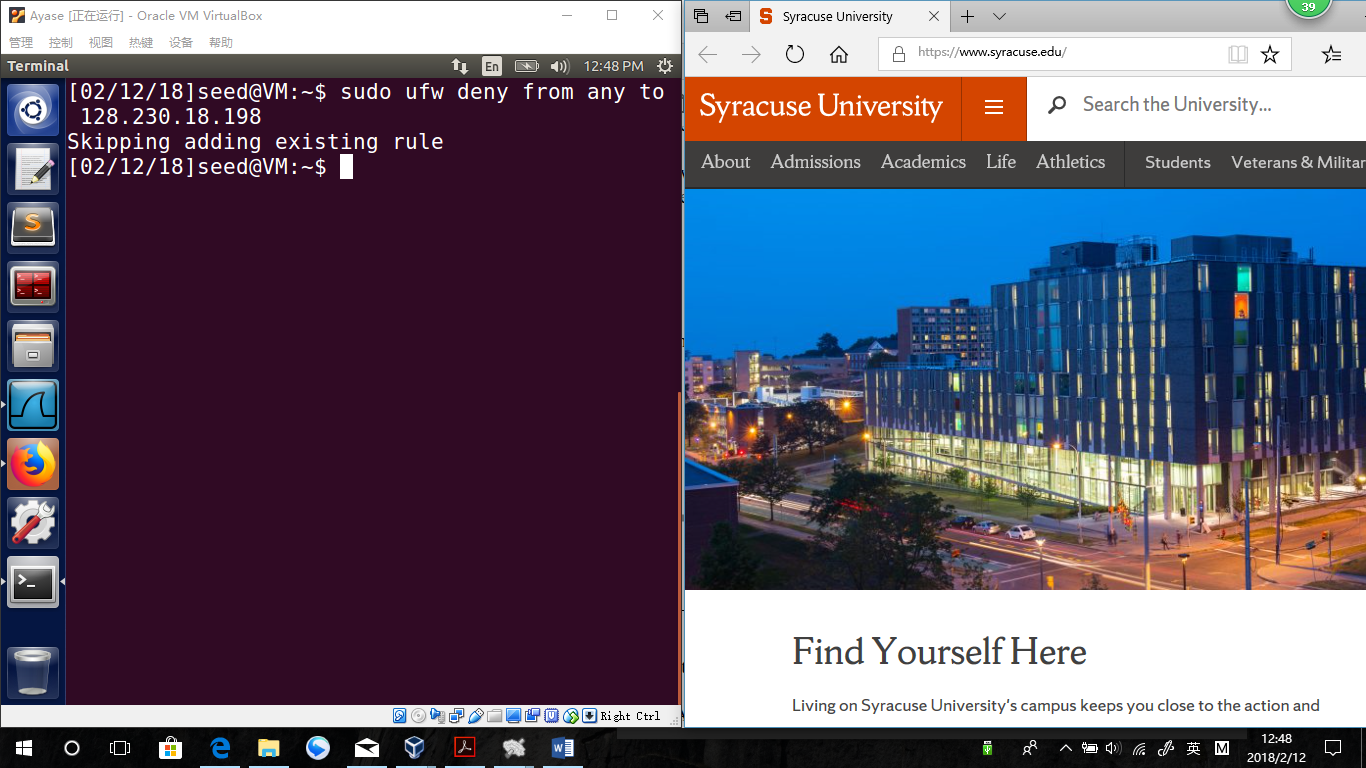 Ayase [正在运行] - Oracle VM VirtualBox
管理 控制 视图 热键 设备 帮助
Terminal En 12:48 PM
[02/12/18]seed@VM:~$ sudo ufw deny from any to
128.230.18.198
Skipping adding existing rule
[02/12/18]seed@VM:~$
Right Ctrl
Syracuse University
39
https://www.syracuse.edu/
Syracuse University
Search the University...
About Admissions Academics Life Athletics Students Veterans & Militar
Find Yourself Here
Living on Syracuse University's campus keeps you close to the action and
英 M
12:48
2018/2/12